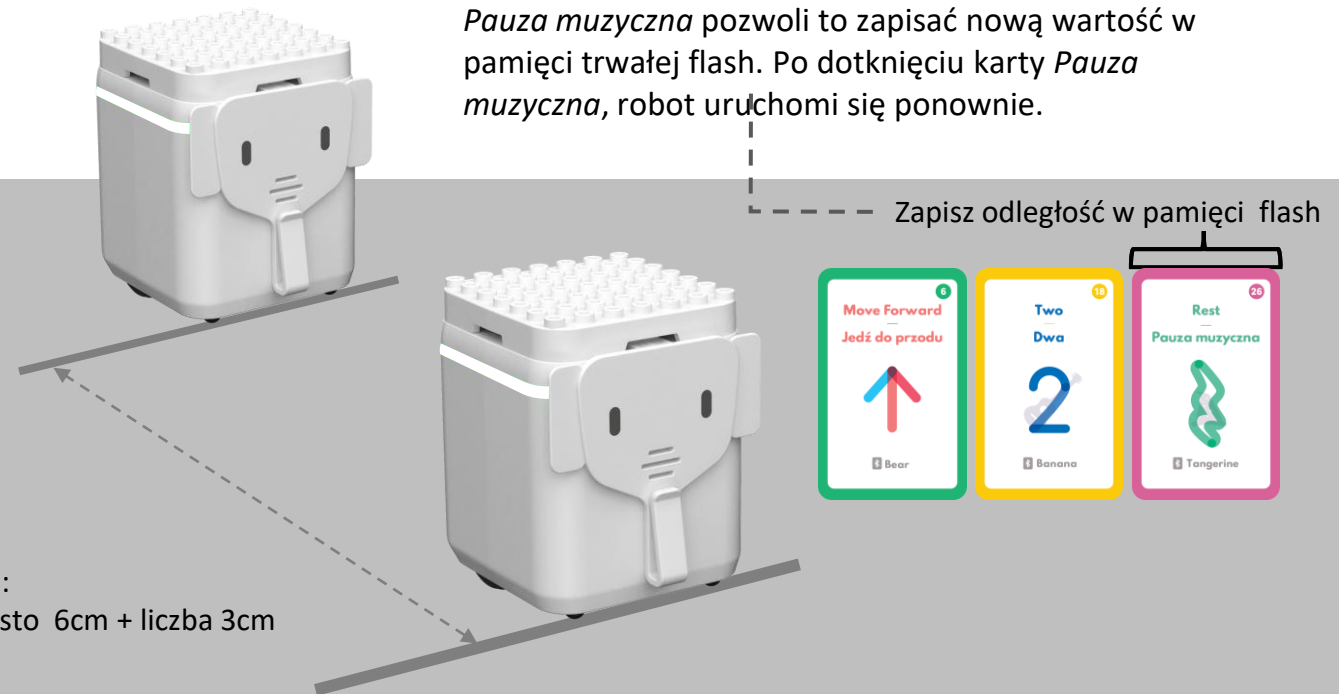 Pauza muzyczna pozwoli to zapisać nową wartość w
pamięci trwałej flash. Po dotknięciu karty Pauza
muzyczna, robot uruchomi się ponownie.
Zapisz odległość w pamięci flash
6
Move Forward
Jedź do przodu
Bear
18
Two
Dwa
2
Banana
26
Rest
Pauza muzyczna
Tangerine
:
sto 6cm + liczba 3cm